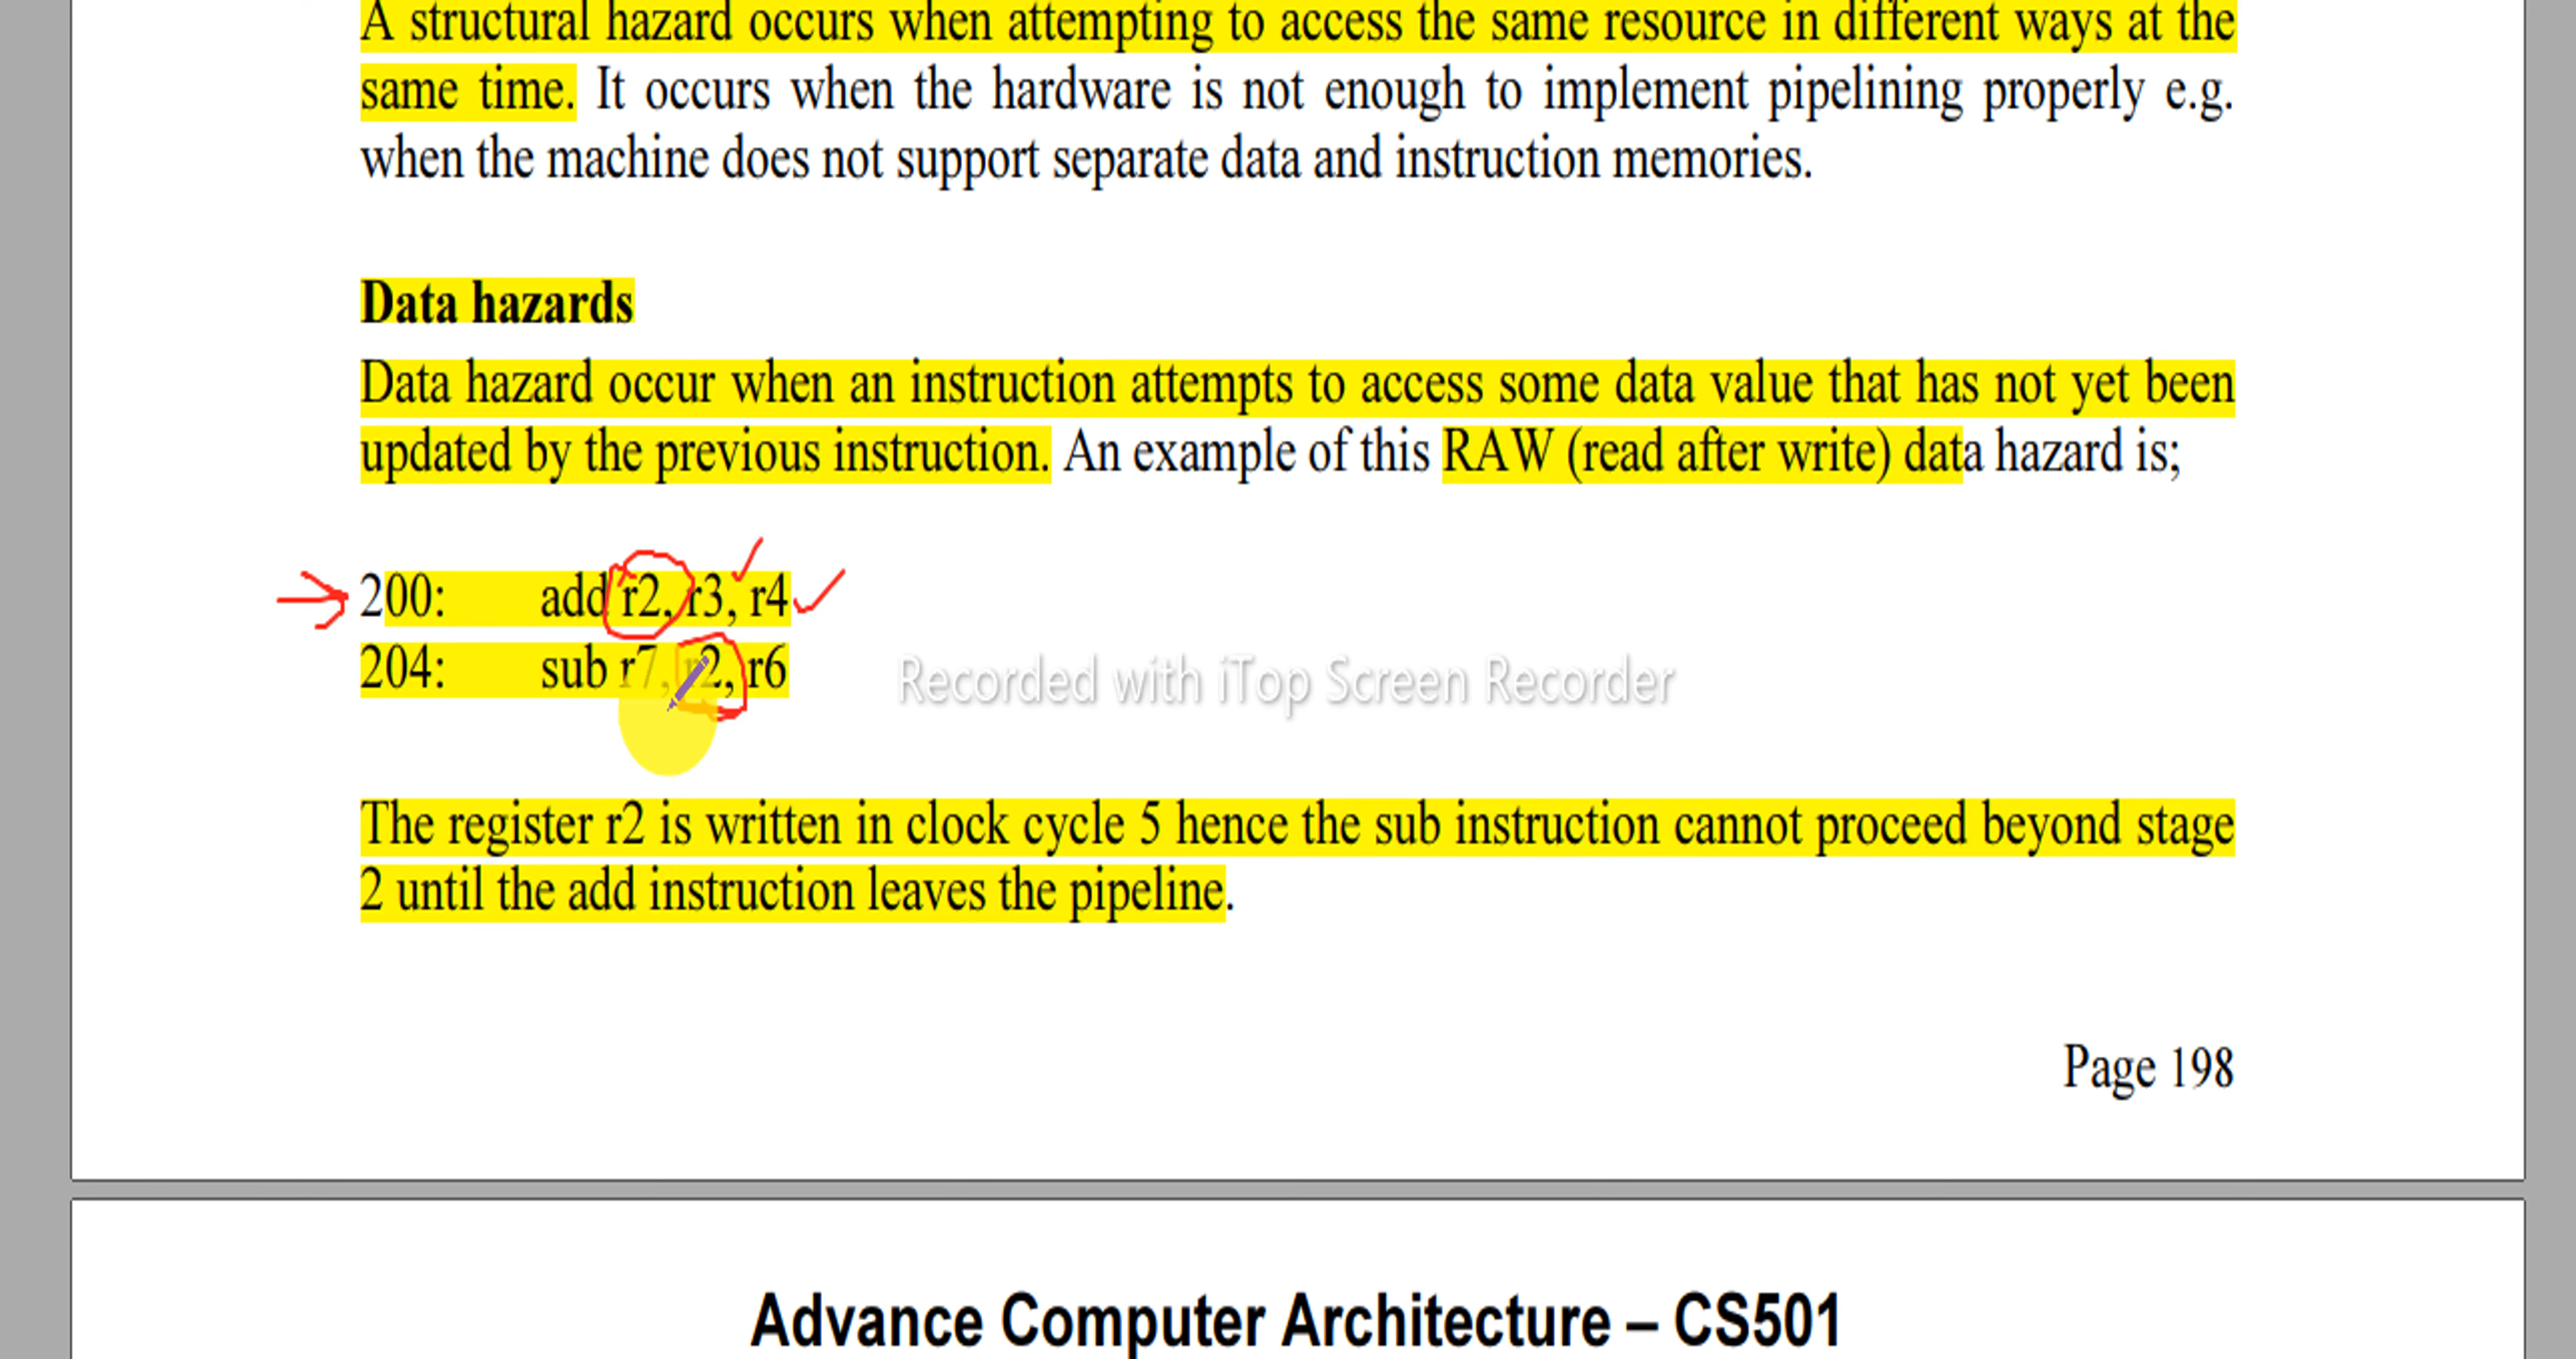 A structural hazard occurs when attempting to access the same resource in different ways at the
same time. It occurs when the hardware is not enough to implement pipelining properly e.g.
when the machine does not support separate data and instruction memories.
Data hazards
Data hazard occur when an instruction attempts to access some data value that has not yet been
updated by the previous instruction. An example of this RAW (read after write) data hazard is;
200: add r2, r3, r4
204: sub r7, r2, r6
Recorded with iTop Screen Recorder
The register r2 is written in clock cycle 5 hence the sub instruction cannot proceed beyond stage
2 until the add instruction leaves the pipeline.
Page 198
Advance Computer Architecture – CS501